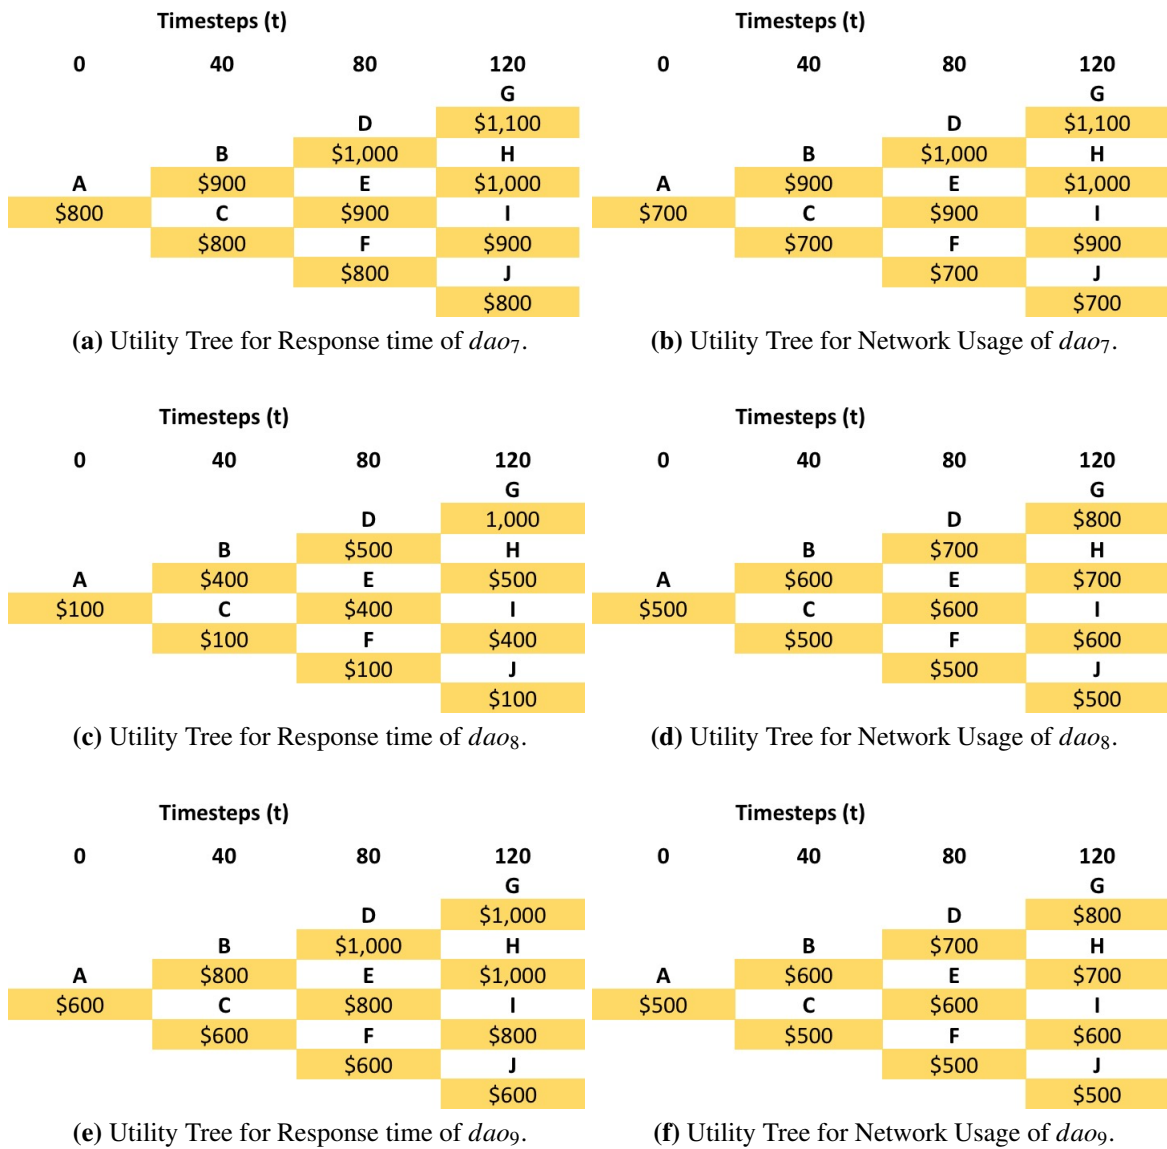 Timesteps (t)
0 40 80 120
G
D $1,100
B $1,000 H
A $900 E $1,000
$800 C $900 I
$800 F $900
$800 J
$800
(a) Utility Tree for Response time of dao7.
Timesteps (t)
0 40 80 120
G
D $1,100
B $1,000 H
A $900 E $1,000
$700 C $900 I
$700 F $900
$700 J
$700
(b) Utility Tree for Network Usage of dao7.
Timesteps (t)
0 40 80 120
G
D 1,000
B $500 H
A $400 E $500
$100 C $400 I
$100 F $400
$100 J
$100
(c) Utility Tree for Response time of dao8.
Timesteps (t)
0 40 80 120
G
D $800
B $700 H
A $600 E $700
$500 C $600 I
$500 F $600
$500 J
$500
(d) Utility Tree for Network Usage of dao8.
Timesteps (t)
0 40 80 120
G
D $1,000
B $1,000 H
A $800 E $1,000
$600 C $800 I
$600 F $800
$600 J
$600
(e) Utility Tree for Response time of dao9.
Timesteps (t)
0 40 80 120
G
D $800
B $700 H
A $600 E $700
$500 C $600 I
$500 F $600
$500 J
$500
(f) Utility Tree for Network Usage of dao9.